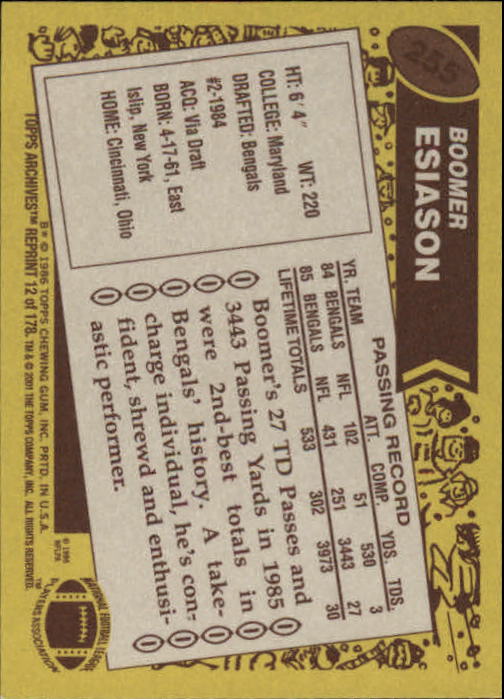 255
BOOMER
ESIASON
HT: 6'4" WT: 220
COLLEGE: Maryland
DRAFTED: Bengals
#2-1984
ACQ: Via Draft
BORN: 4-17-61, East
Islip, New York
HOME: Cincinnati, Ohio
PASSING RECORD
YR. TEAM ATT. COMP. YDS. TDS.
84 BENGALS NFL 102 51 530 3
85 BENGALS NFL 431 251 3443 27
LIFETIME TOTALS 533 302 3973 30
Boomer's 27 TD Passes and
3443 Passing Yards in 1985
were 2nd-best totals in
Bengals' history. A take-
charge individual, he's con-
fident, shrewd and enthusi-
astic performer.
© 1986
NFLPA
NATIONAL FOOTBALL LEAGUE
PLAYERS ASSOCIATION™
B* © 1986 TOPPS CHEWING GUM, INC. PRTD. IN U.S.A.
TOPPS ARCHIVES™ REPRINT 12 of 178. TM & © 2001 THE TOPPS COMPANY, INC. ALL RIGHTS RESERVED.